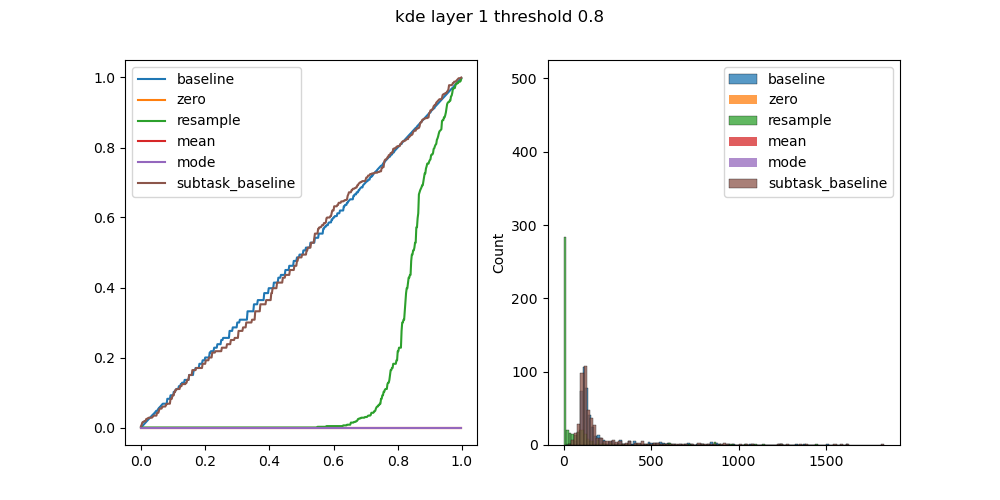 kde layer 1 threshold 0.8
1.0
0.8
0.6
0.4
0.2
0.0
0.0 0.2 0.4 0.6 0.8 1.0
baseline
zero
resample
mean
mode
subtask_baseline
Count
500
400
300
200
100
0
0 500 1000 1500
baseline
zero
resample
mean
mode
subtask_baseline